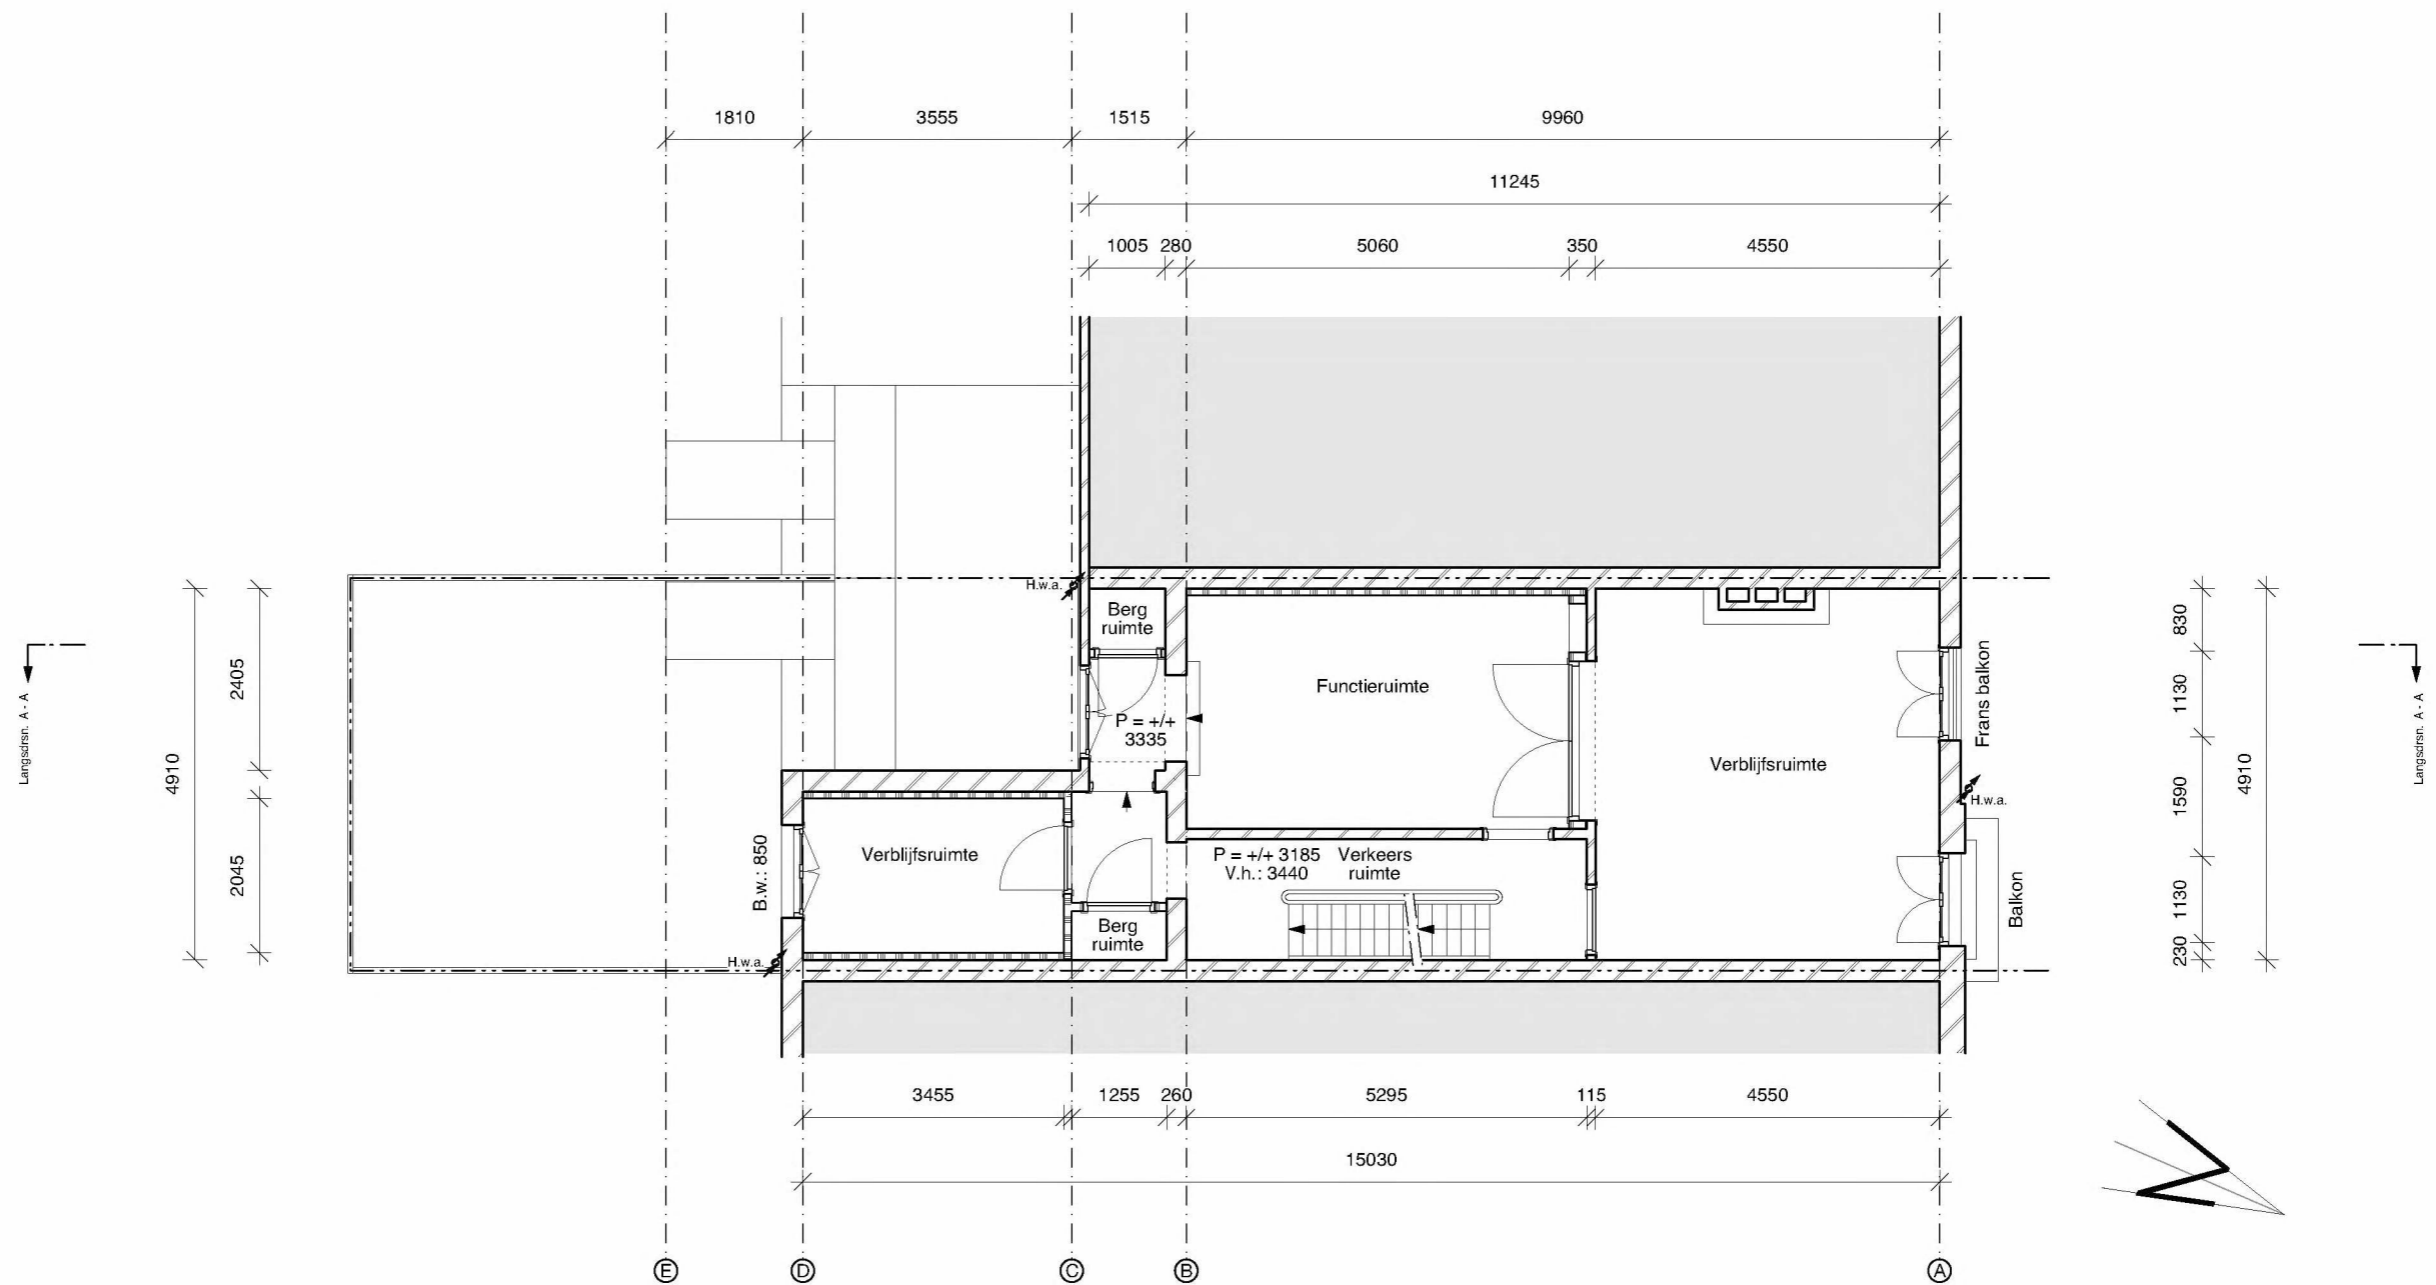 1810
3555
1515
9960
11245
1005
280
5060
350
4550
H.w.a.
Berg
ruimte
Functieruimte
P = +/+
3335
Verblijfsruimte
Frans balkon
H.w.a.
Balkon
Langsdrsn. A - A
4910
2405
2045
B.w.: 850
Verblijfsruimte
P = +/+ 3185
V.h.: 3440
Verkeers
ruimte
Berg
ruimte
H.w.a.
830
1130
1590
1130
230
4910
Langsdrsn. A - A
3455
1255
260
5295
115
4550
15030
E
D
C
B
A